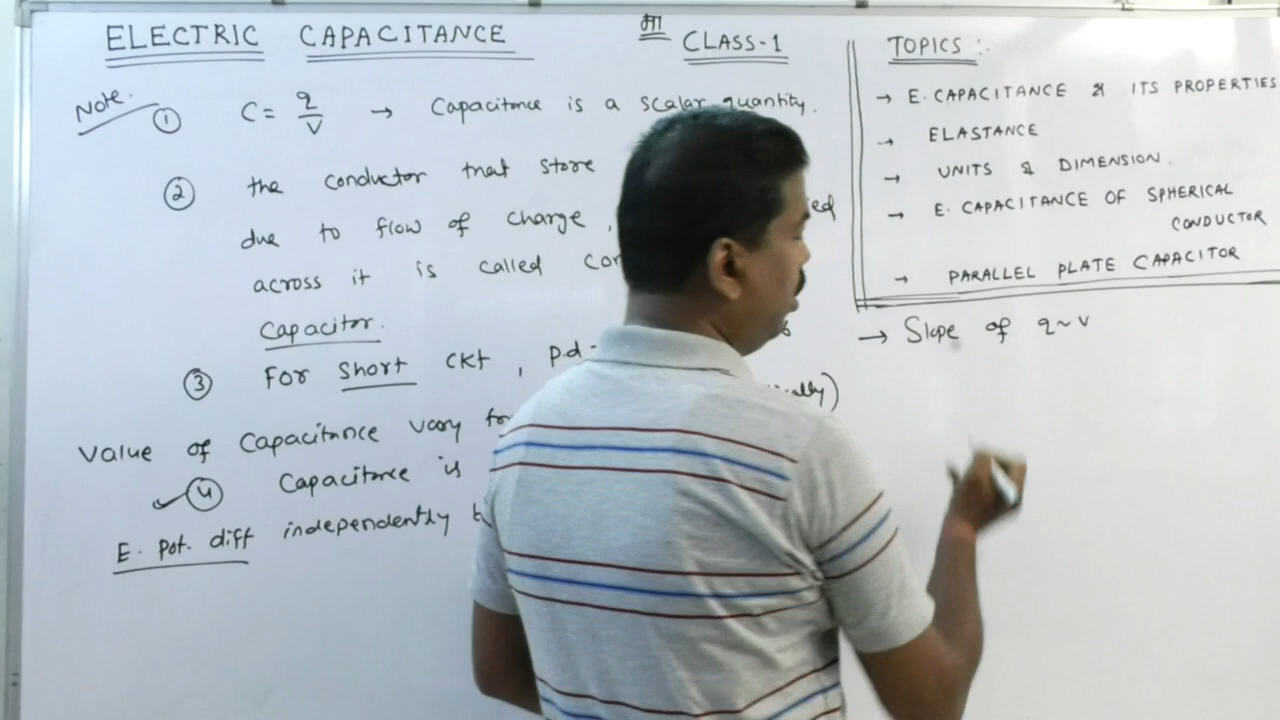 ELECTRIC CAPACITANCE
मा
CLASS-1
Note.
① C = q/V → Capacitance is a scalar quantity.
② the conductor that store
due to flow of charge,
across it is called
Capacitor.
③ For short ckt, p.d
Value of Capacitance vary
④ Capacitance is
E. pot. diff independently
TOPICS :-
→ E. CAPACITANCE & ITS PROPERTIES
→ ELASTANCE
→ UNITS & DIMENSION.
→ E. CAPACITANCE OF SPHERICAL
CONDUCTOR
→ PARALLEL PLATE CAPACITOR
→ Slope of q~v